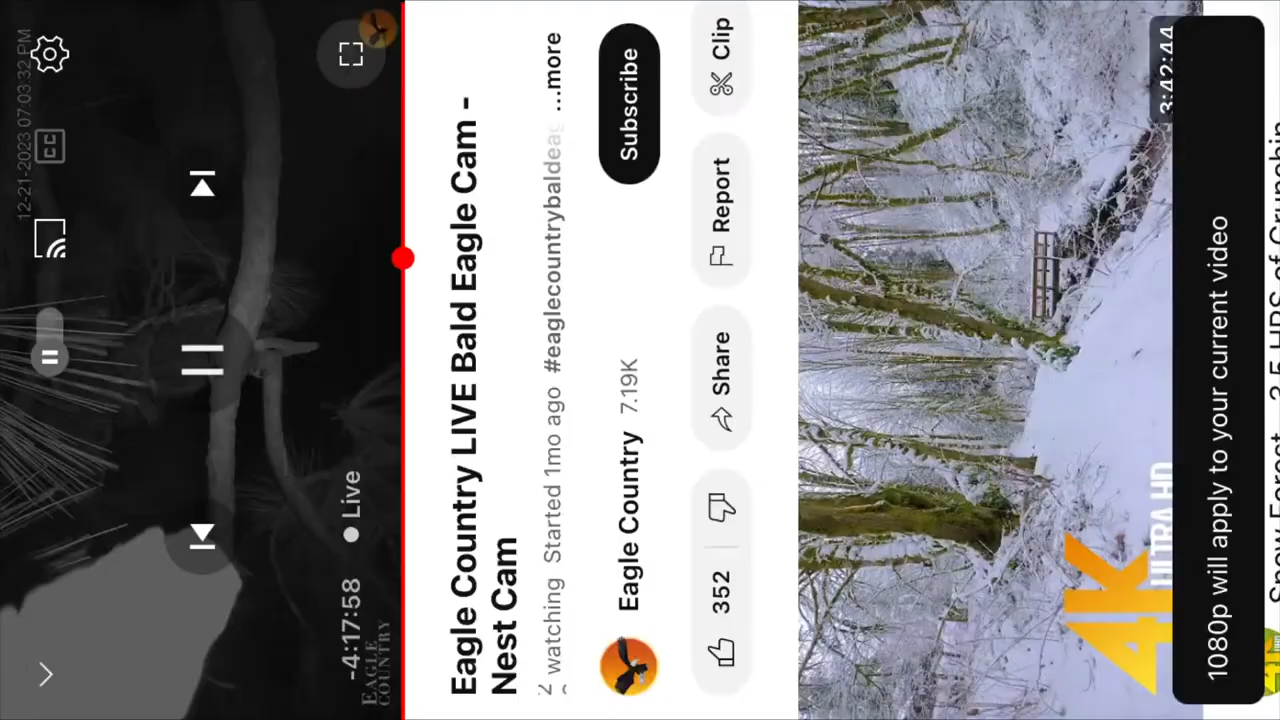 12-21-2023 07:03:33 PM
CC
-4:17:58
Live
EAGLE
COUNTRY
Eagle Country LIVE Bald Eagle Cam -
Nest Cam
watching Started 1mo ago #eaglecountrybaldeag ...more
Eagle Country 7.19K
Subscribe
352
Share
Report
Clip
3:42:44
4K
ULTRA HD
1080p will apply to your current video